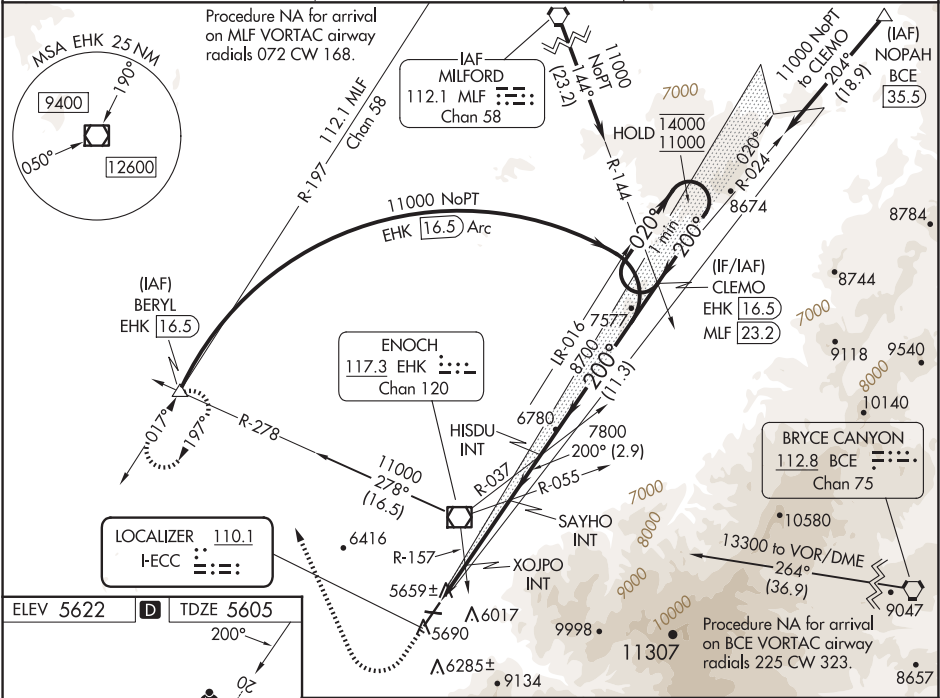 Procedure NA for arrival
on MLF VORTAC airway
radials 072 CW 168.
MSA EHK 25 NM
190°
9400
050°
12600
112.1 MLF
Chan 58
R-197
IAF
MILFORD
112.1 MLF
Chan 58
11000
NoPT
144°
(23.2)
R-144
7000
HOLD
14000
11000
11000 NoPT
to CLEMO
204°
(18.9)
(IAF)
NOPAH
BCE
35.5
020°
R-024
8674
8784
11000 NoPT
EHK 16.5 Arc
020°
1 min
200°
(IAF)
BERYL
EHK 16.5
(IF/IAF)
CLEMO
EHK 16.5
MLF 23.2
8744
7000
7577
9118
9540
8000
10140
ENOCH
117.3 EHK
Chan 120
LR-016
8700
200°
(11.3)
6780
HISDU
INT
7800
200° (2.9)
017°
197°
R-278
11000
278°
(16.5)
R-037
R-055
SAYHO
INT
7000
8000
BRYCE CANYON
112.8 BCE
Chan 75
10580
LOCALIZER 110.1
I-ECC
6416
R-157
XOJPO
INT
13300 to VOR/DME
264°
(36.9)
9047
5659±
6017
5690
9000
10000
9998
11307
Procedure NA for arrival
on BCE VORTAC airway
radials 225 CW 323.
6285±
9134
8657
ELEV 5622 D TDZE 5605
200°
20